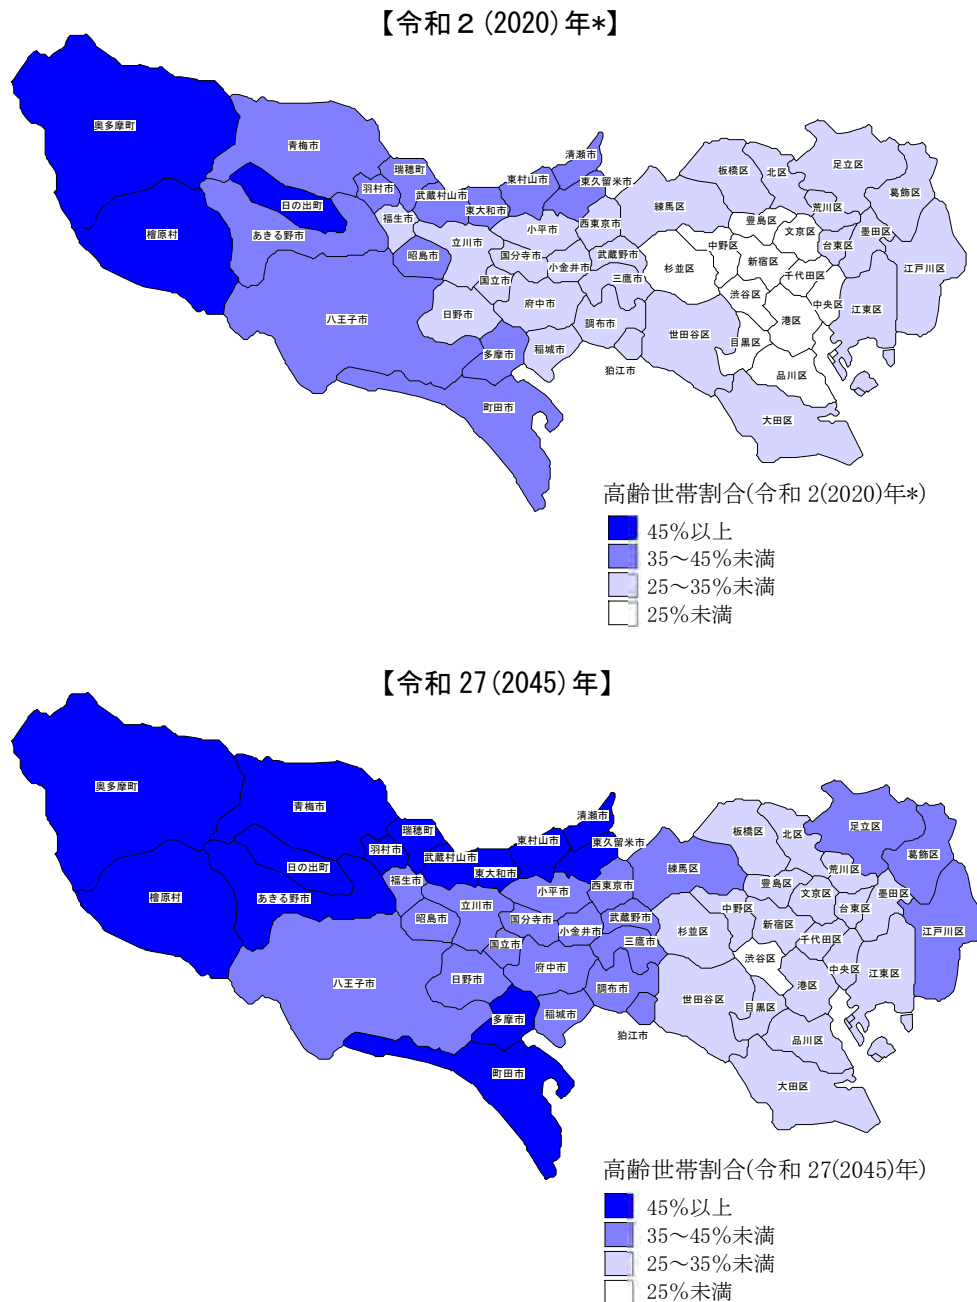 【令和２(2020)年*】
奥多摩町
青梅市
瑞穂町
羽村市
日の出町
檜原村
あきる野市
福生市
武蔵村山市
東大和市
東村山市
清瀬市
東久留米市
昭島市
立川市
小平市
西東京市
国分寺市
小金井市
武蔵野市
国立市
三鷹市
八王子市
日野市
府中市
調布市
多摩市
稲城市
狛江市
町田市
板橋区
北区
足立区
葛飾区
練馬区
荒川区
豊島区
文京区
台東区
墨田区
中野区
新宿区
杉並区
千代田区
江戸川区
渋谷区
中央区
江東区
港区
世田谷区
目黒区
品川区
大田区
高齢世帯割合(令和 2(2020)年*)
45％以上
35～45％未満
25～35％未満
25％未満
【令和 27(2045)年】
奥多摩町
青梅市
瑞穂町
羽村市
日の出町
檜原村
あきる野市
福生市
武蔵村山市
東大和市
東村山市
清瀬市
東久留米市
昭島市
立川市
小平市
西東京市
国分寺市
小金井市
武蔵野市
国立市
三鷹市
八王子市
日野市
府中市
調布市
多摩市
稲城市
狛江市
町田市
板橋区
北区
足立区
葛飾区
練馬区
荒川区
豊島区
文京区
台東区
墨田区
中野区
新宿区
杉並区
千代田区
江戸川区
渋谷区
中央区
江東区
港区
世田谷区
目黒区
品川区
大田区
高齢世帯割合(令和 27(2045)年)
45％以上
35～45％未満
25～35％未満
25％未満